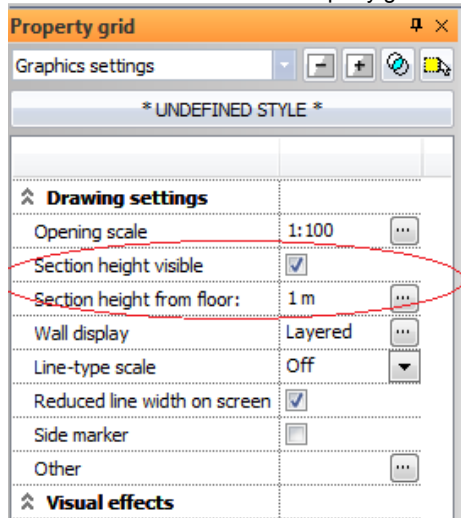 Property grid
Graphics settings
* UNDEFINED STYLE *
Drawing settings
Opening scale 1:100
Section height visible
Section height from floor: 1 m
Wall display Layered
Line-type scale Off
Reduced line width on screen
Side marker
Other
Visual effects